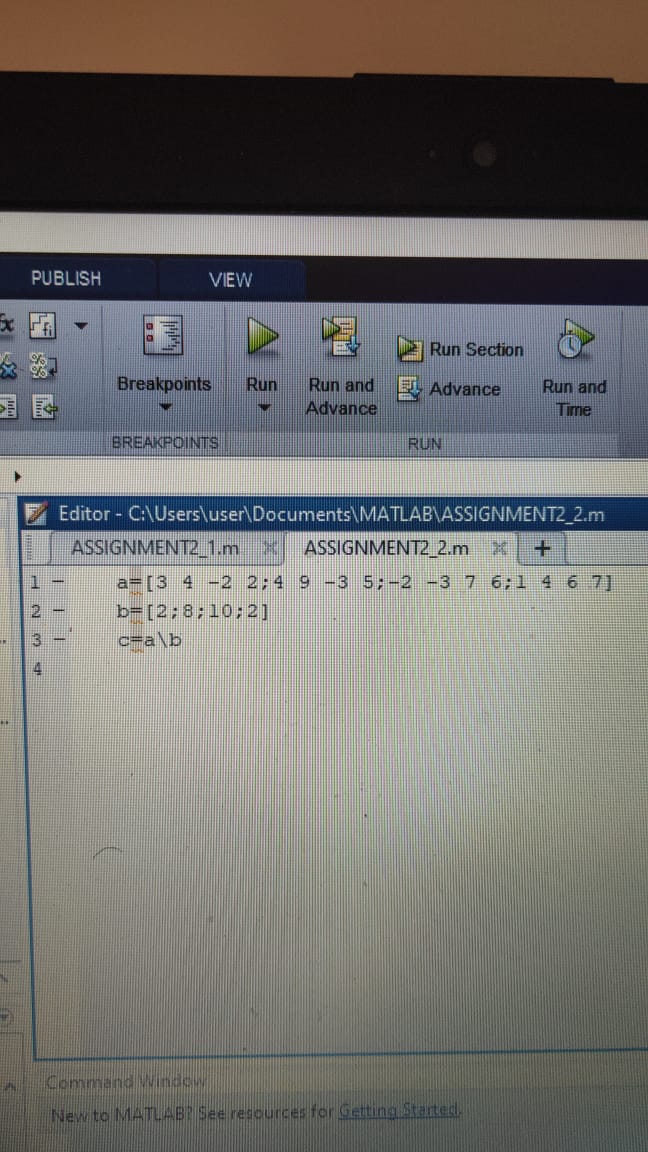 PUBLISH VIEW
fx fi
Breakpoints Run Run and Advance Run Section Advance Run and Time
BREAKPOINTS RUN
Editor - C:\Users\user\Documents\MATLAB\ASSIGNMENT2_2.m
ASSIGNMENT2_1.m × ASSIGNMENT2_2.m × +
1 - a=[3 4 -2 2;4 9 -3 5;-2 -3 7 6;1 4 6 7]
2 - b=[2;8;10;2]
3 - c=a\b
4
Command Window
New to MATLAB? See resources for Getting Started.